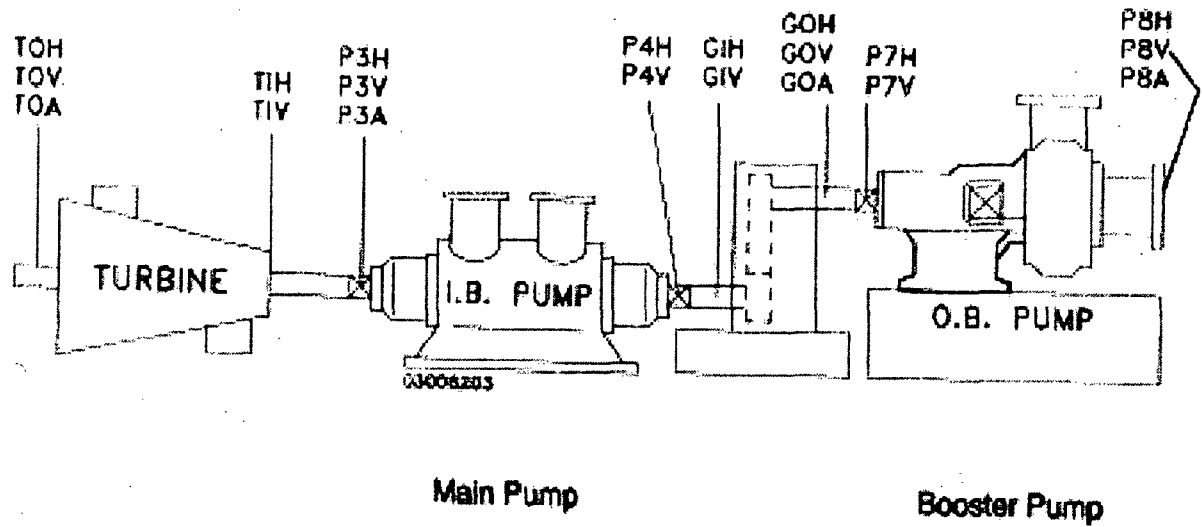 TOH
TOV
TOA
TIH
TIV
P3H
P3V
P3A
P4H
P4V
GIH
GIV
GOH
GOV
GOA
P7H
P7V
P8H
P8V
P8A
TURBINE
I.B. PUMP
O.B. PUMP
03006203
Main Pump
Booster Pump